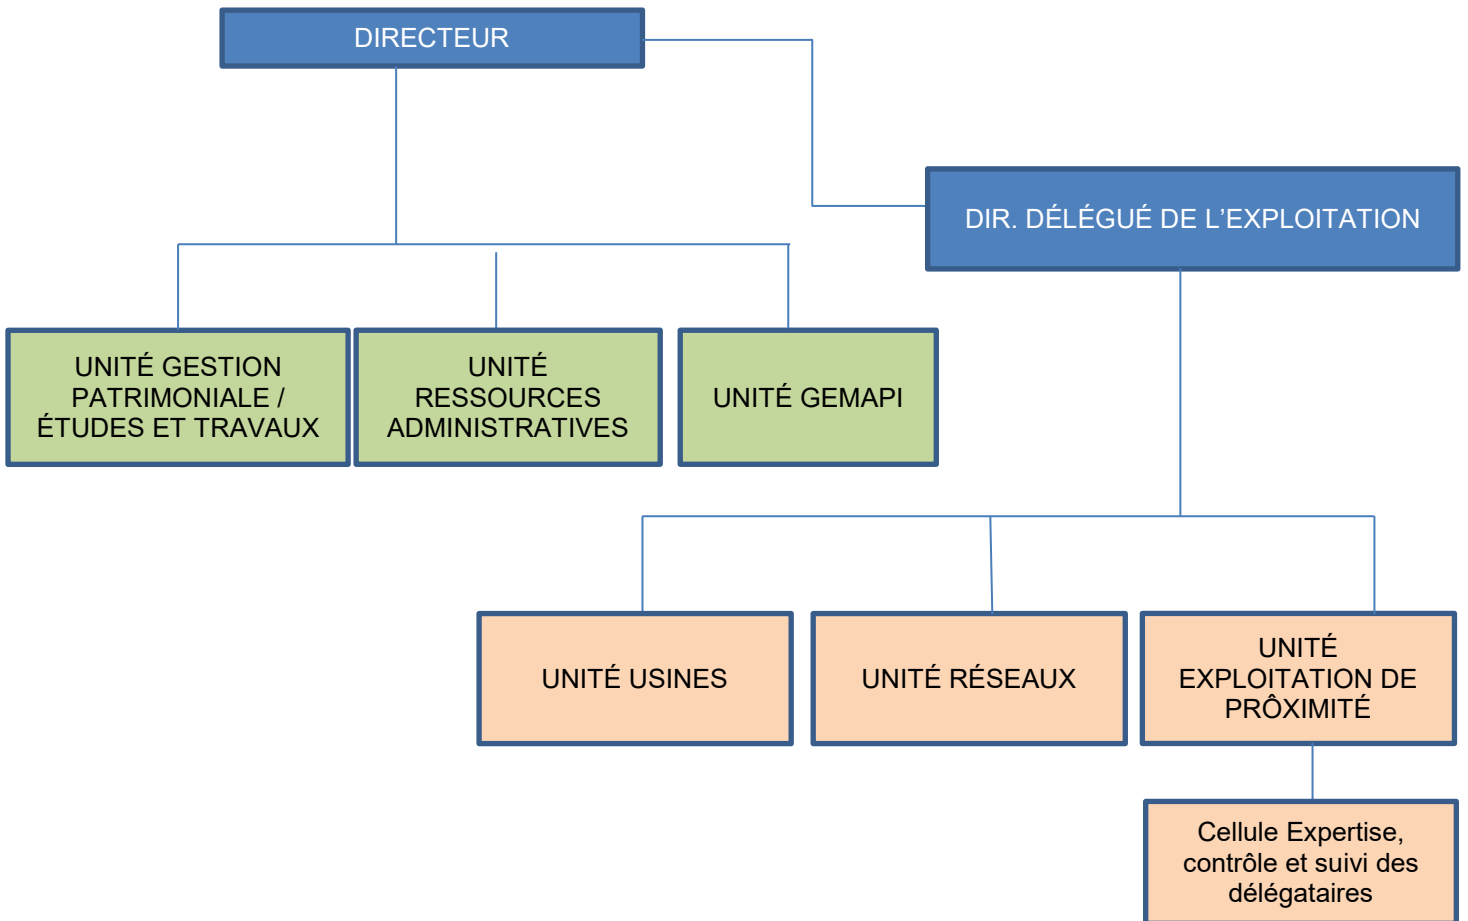 DIRECTEUR
DIR. DÉLÉGUÉ DE L’EXPLOITATION
UNITÉ GESTION
PATRIMONIALE /
ÉTUDES ET TRAVAUX
UNITÉ
RESSOURCES
ADMINISTRATIVES
UNITÉ GEMAPI
UNITÉ USINES
UNITÉ RÉSEAUX
UNITÉ
EXPLOITATION DE
PRÔXIMITÉ
Cellule Expertise,
contrôle et suivi des
délégataires